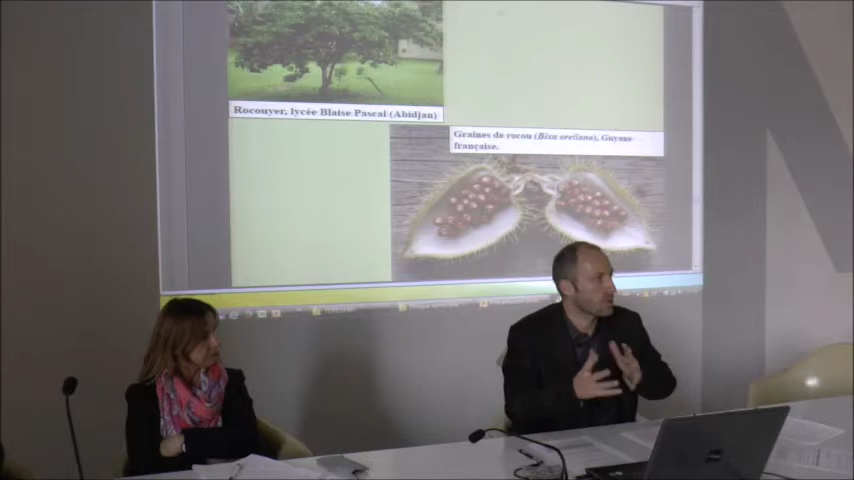 Rocouyer, lycée Blaise Pascal (Abidjan)
Graines de rocou (Bixa orellana), Guyane
française.